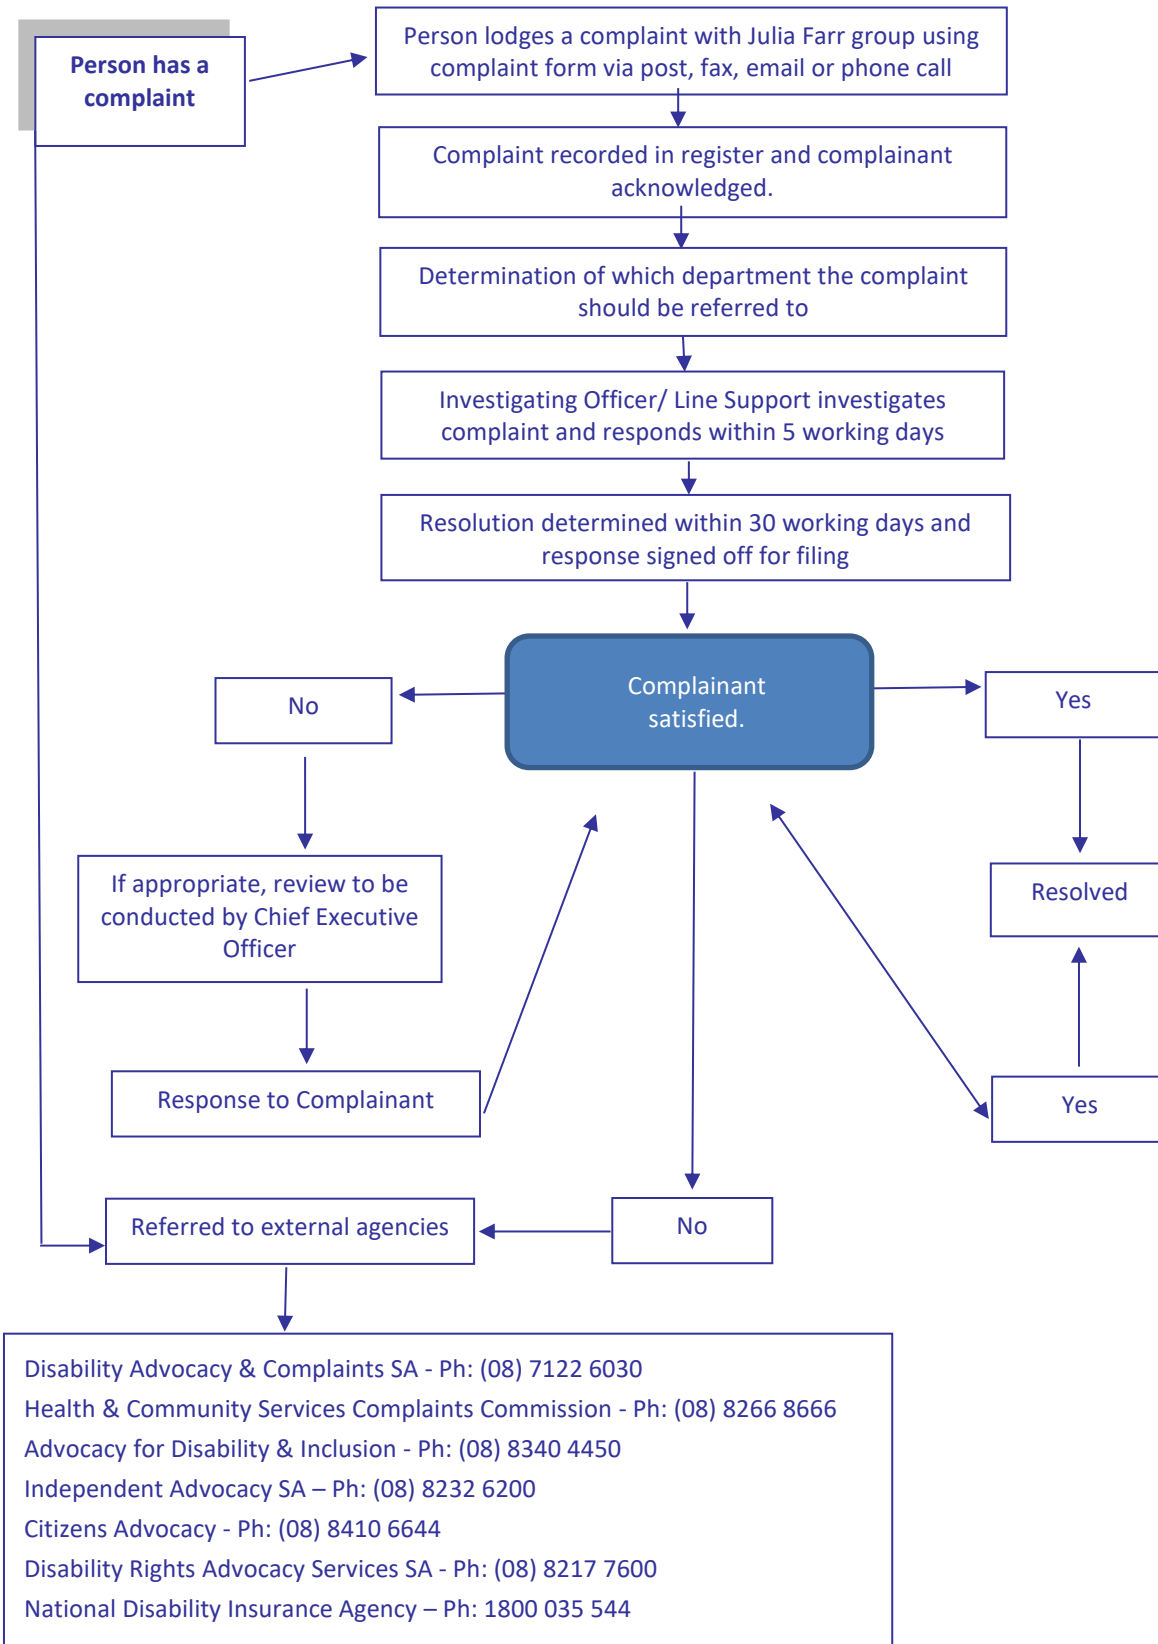 Person has a
complaint
Person lodges a complaint with Julia Farr group using
complaint form via post, fax, email or phone call
Complaint recorded in register and complainant
acknowledged.
Determination of which department the complaint
should be referred to
Investigating Officer/ Line Support investigates
complaint and responds within 5 working days
Resolution determined within 30 working days and
response signed off for filing
Complainant
satisfied.
No
Yes
If appropriate, review to be
conducted by Chief Executive
Officer
Resolved
Response to Complainant
Yes
Referred to external agencies
No
Disability Advocacy & Complaints SA - Ph: (08) 7122 6030
Health & Community Services Complaints Commission - Ph: (08) 8266 8666
Advocacy for Disability & Inclusion - Ph: (08) 8340 4450
Independent Advocacy SA – Ph: (08) 8232 6200
Citizens Advocacy - Ph: (08) 8410 6644
Disability Rights Advocacy Services SA - Ph: (08) 8217 7600
National Disability Insurance Agency – Ph: 1800 035 544